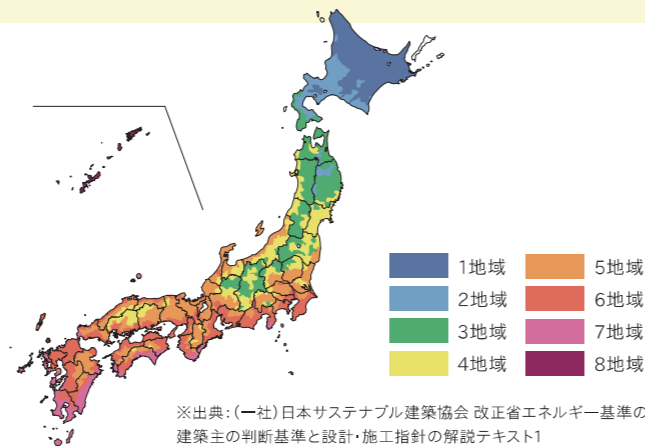 1地域
2地域
3地域
4地域
5地域
6地域
7地域
8地域
※出典:(一社)日本サステナブル建築協会 改正省エネルギー基準の
建築主の判断基準と設計・施工指針の解説テキスト1